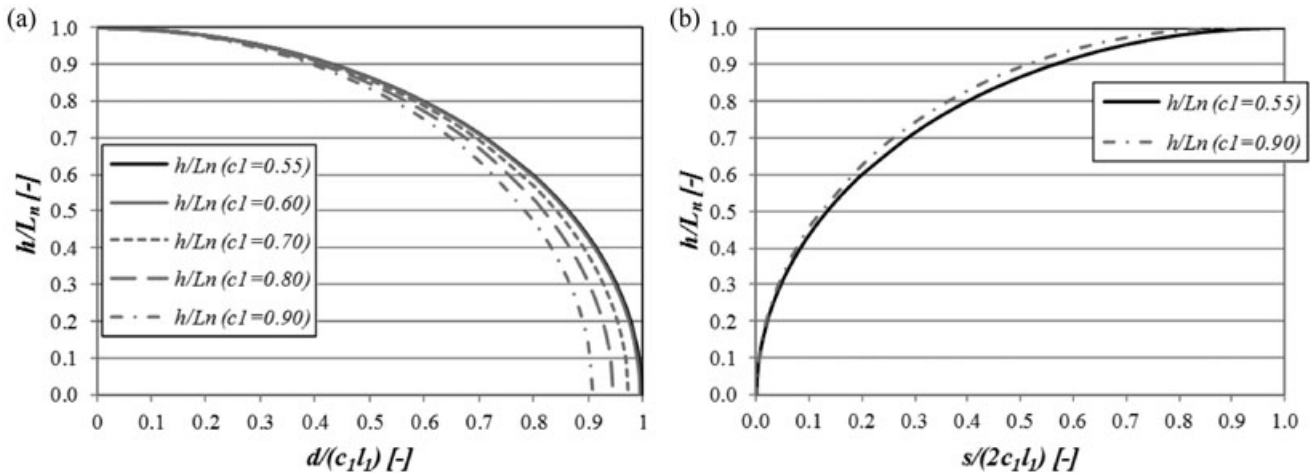 (a)
h/Lₙ [-]
1.0
0.9
0.8
0.7
0.6
0.5
0.4
0.3
0.2
0.1
0.0
h/Ln (c1=0.55)
h/Ln (c1=0.60)
h/Ln (c1=0.70)
h/Ln (c1=0.80)
h/Ln (c1=0.90)
0 0.1 0.2 0.3 0.4 0.5 0.6 0.7 0.8 0.9 1
d/(c₁l₁) [-]
(b)
h/Lₙ [-]
1.0
0.9
0.8
0.7
0.6
0.5
0.4
0.3
0.2
0.1
0.0
h/Ln (c1=0.55)
h/Ln (c1=0.90)
0.0 0.1 0.2 0.3 0.4 0.5 0.6 0.7 0.8 0.9 1.0
s/(2c₁l₁) [-]